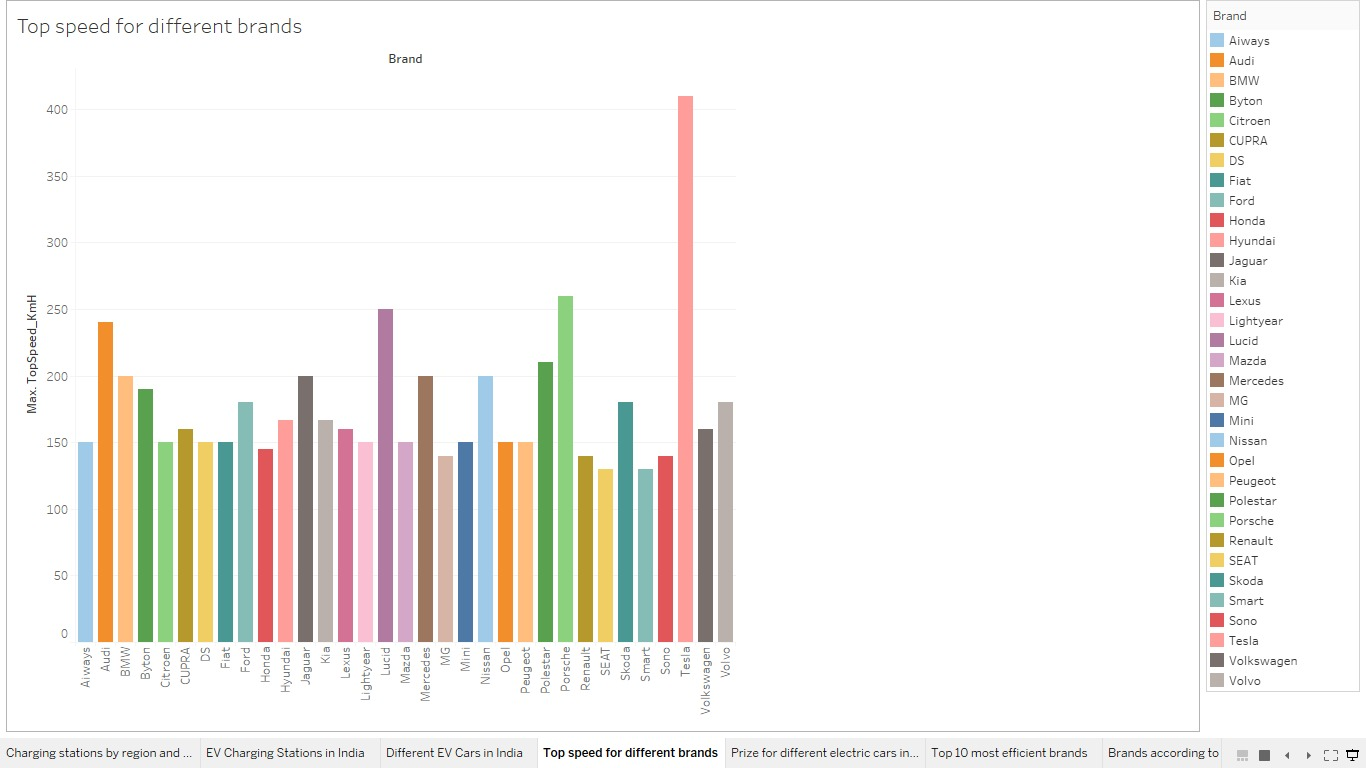 Top speed for different brands
Brand
Max. TopSpeed_KmH
400
350
300
250
200
150
100
50
0
Aiways
Audi
BMW
Byton
Citroen
CUPRA
DS
Fiat
Ford
Honda
Hyundai
Jaguar
Kia
Lexus
Lightyear
Lucid
Mazda
Mercedes
MG
Mini
Nissan
Opel
Peugeot
Polestar
Porsche
Renault
SEAT
Skoda
Smart
Sono
Tesla
Volkswagen
Volvo
Brand
Aiways
Audi
BMW
Byton
Citroen
CUPRA
DS
Fiat
Ford
Honda
Hyundai
Jaguar
Kia
Lexus
Lightyear
Lucid
Mazda
Mercedes
MG
Mini
Nissan
Opel
Peugeot
Polestar
Porsche
Renault
SEAT
Skoda
Smart
Sono
Tesla
Volkswagen
Volvo
Charging stations by region and ...
EV Charging Stations in India
Different EV Cars in India
Top speed for different brands
Prize for different electric cars in...
Top 10 most efficient brands
Brands according to